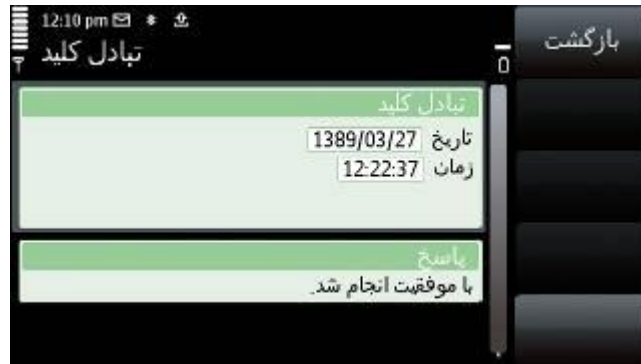 12:10 pm
تبادل کلید
بازگشت
تبادل کلید
تاریخ 1389/03/27
زمان 12:22:37
پاسخ
با موفقیت انجام شد.